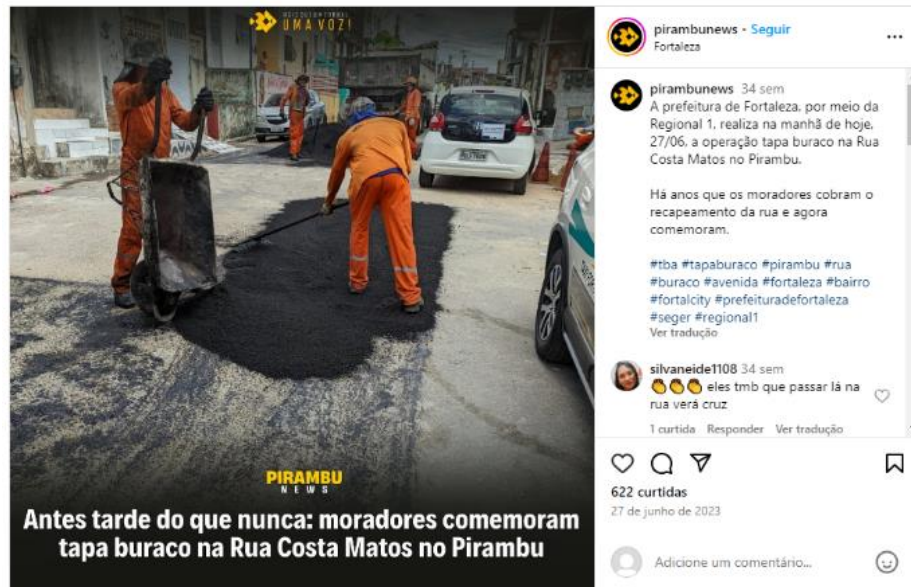 MAIS QUE UM JORNAL
UMA VOZ!
PIRAMBU
NEWS
Antes tarde do que nunca: moradores comemoram
tapa buraco na Rua Costa Matos no Pirambu
pirambunews • Seguir
Fortaleza
pirambunews 34 sem
A prefeitura de Fortaleza, por meio da
Regional 1, realiza na manhã de hoje,
27/06, a operação tapa buraco na Rua
Costa Matos no Pirambu.
Há anos que os moradores cobram o
recapeamento da rua e agora
comemoram.
#tba #tapaburaco #pirambu #rua
#buraco #avenida #fortaleza #bairro
#fortalcity #prefeituradefortaleza
#seger #regional1
Ver tradução
silvaneide1108 34 sem
👏👏👏 eles tmb que passar lá na
rua verá cruz
1 curtida Responder Ver tradução
622 curtidas
27 de junho de 2023
Adicione um comentário...